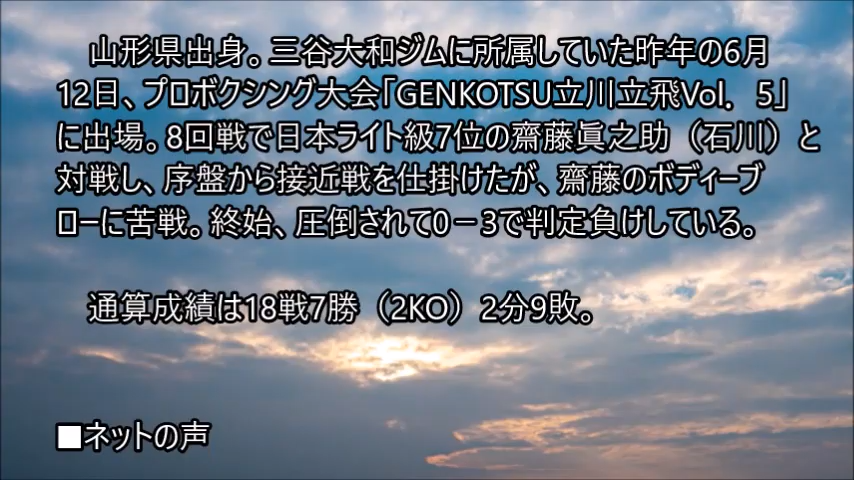 山形県出身。三谷大和ジムに所属していた昨年の6月
12日、プロボクシング大会「GENKOTSU立川立飛Vol．5」
に出場。8回戦で日本ライト級7位の齋藤眞之助（石川）と
対戦し、序盤から接近戦を仕掛けたが、齋藤のボディーブ
ローに苦戦。終始、圧倒されて0－3で判定負けしている。
通算成績は18戦7勝（2KO）2分9敗。
■ネットの声